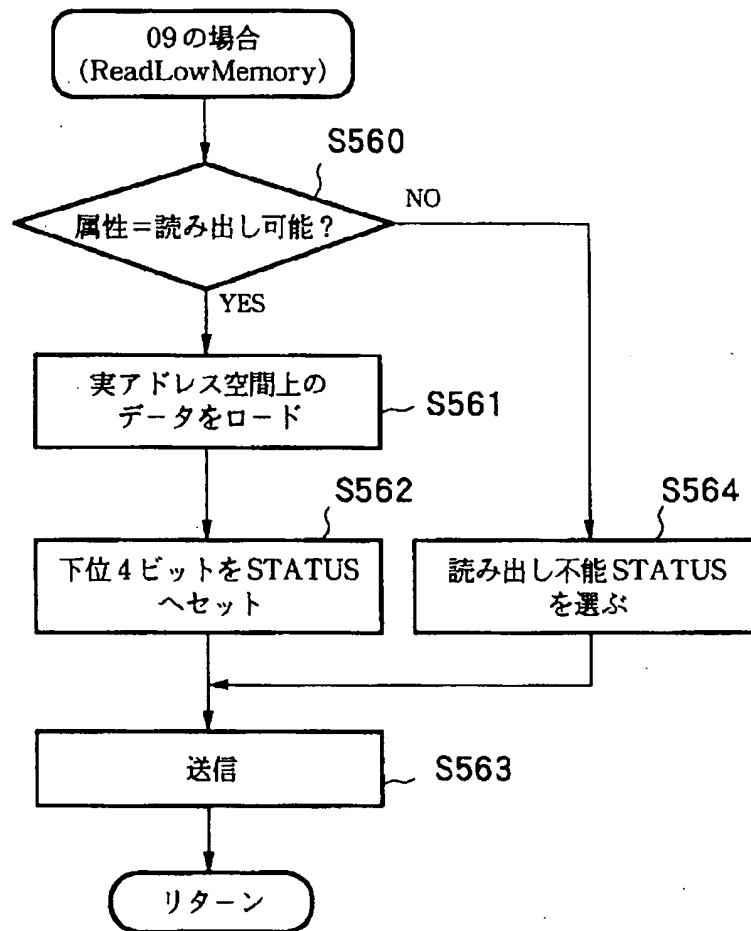 09の場合
(ReadLowMemory)
S560
属性＝読み出し可能？
NO
YES
実アドレス空間上の
データをロード
S561
S562
下位4ビットをSTATUS
へセット
S564
読み出し不能STATUS
を選ぶ
送信
S563
リターン